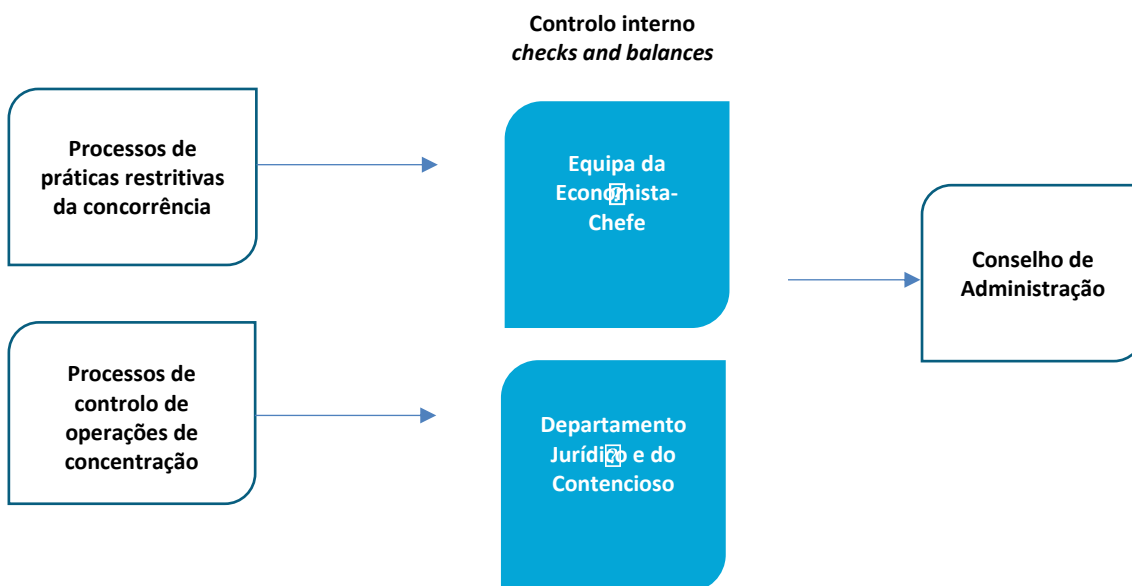 Controlo interno
checks and balances
Processos de
práticas restritivas
da concorrência
Equipa da
Economista-
Chefe
Conselho de
Administração
Processos de
controlo de
operações de
concentração
Departamento
Jurídico e do
Contencioso